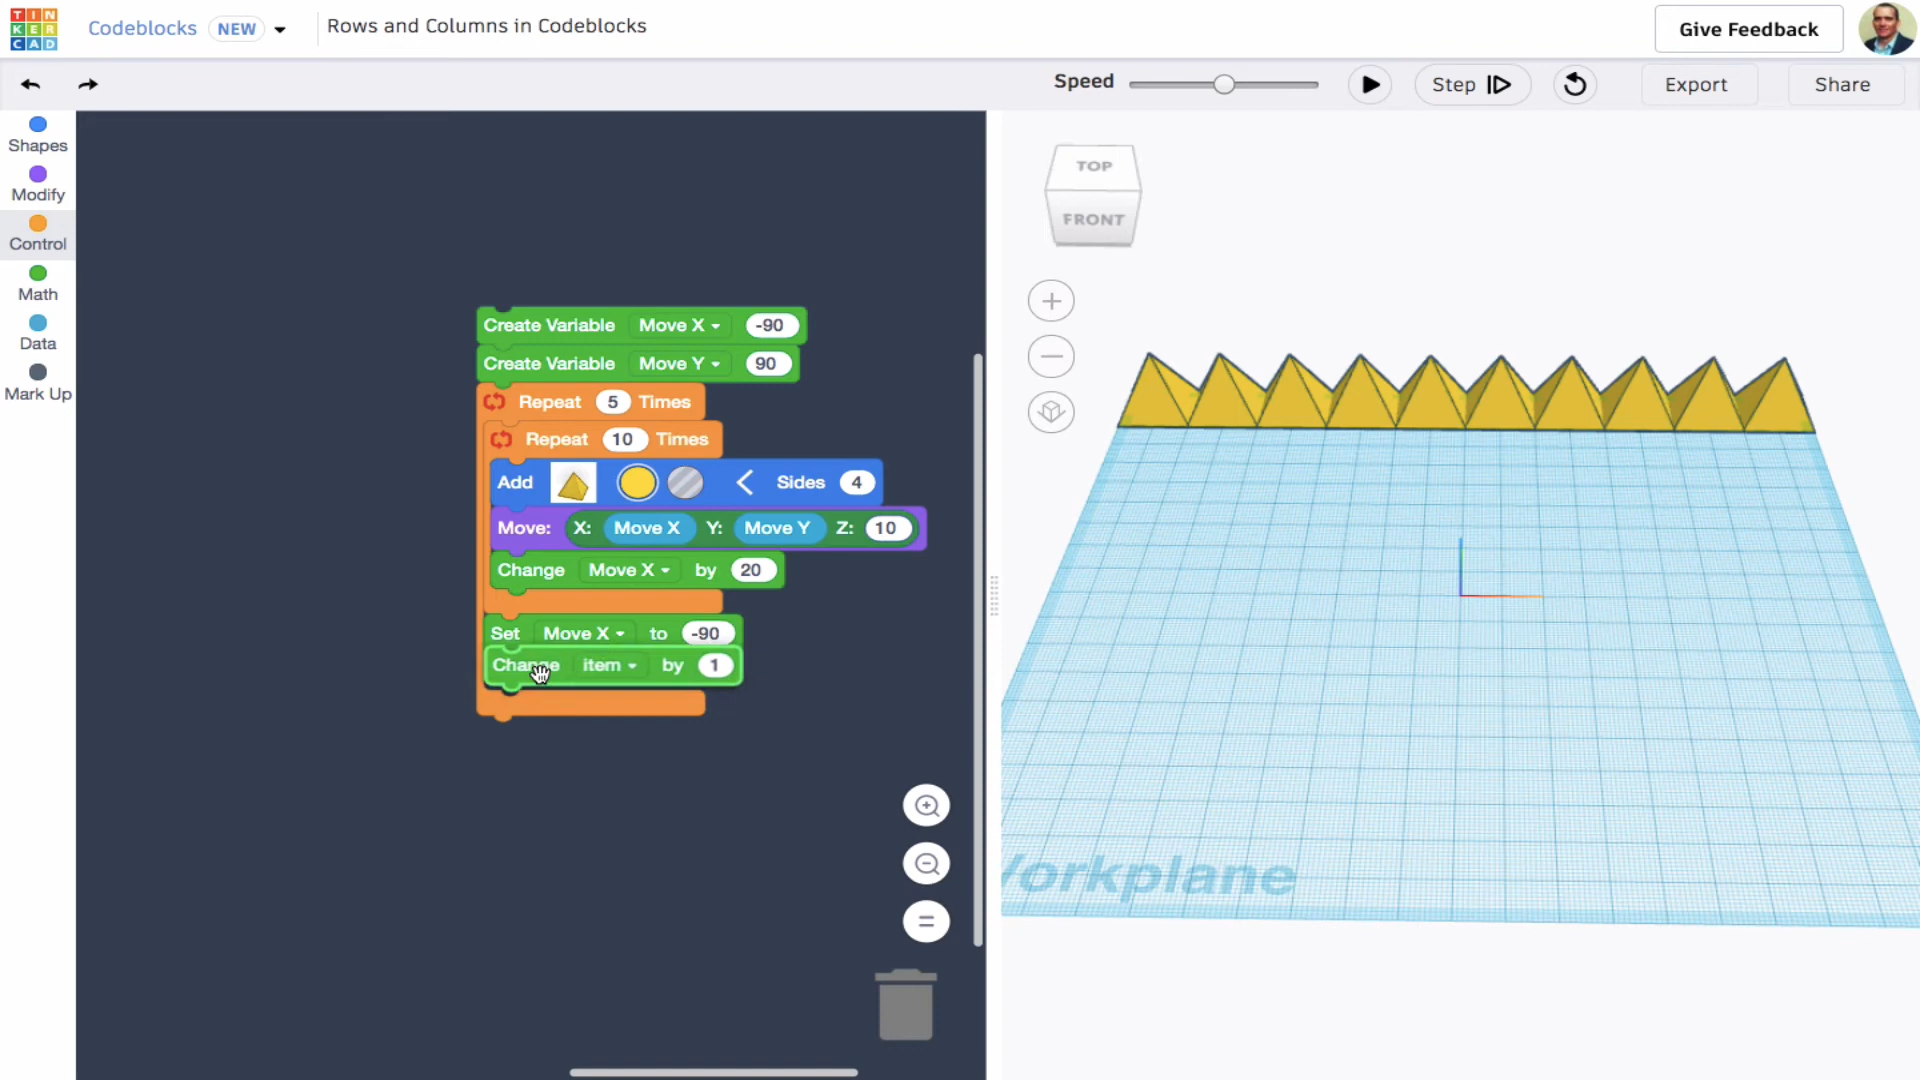 TIN
KER
CAD
Codeblocks NEW
Rows and Columns in Codeblocks
Give Feedback
Speed
Step
Export
Share
Shapes
Modify
Control
Math
Data
Mark Up
Create Variable Move X -90
Create Variable Move Y 90
Repeat 5 Times
Repeat 10 Times
Add Sides 4
Move: X: Move X Y: Move Y Z: 10
Change Move X by 20
Set Move X to -90
Change item by 1
TOP
FRONT
Workplane